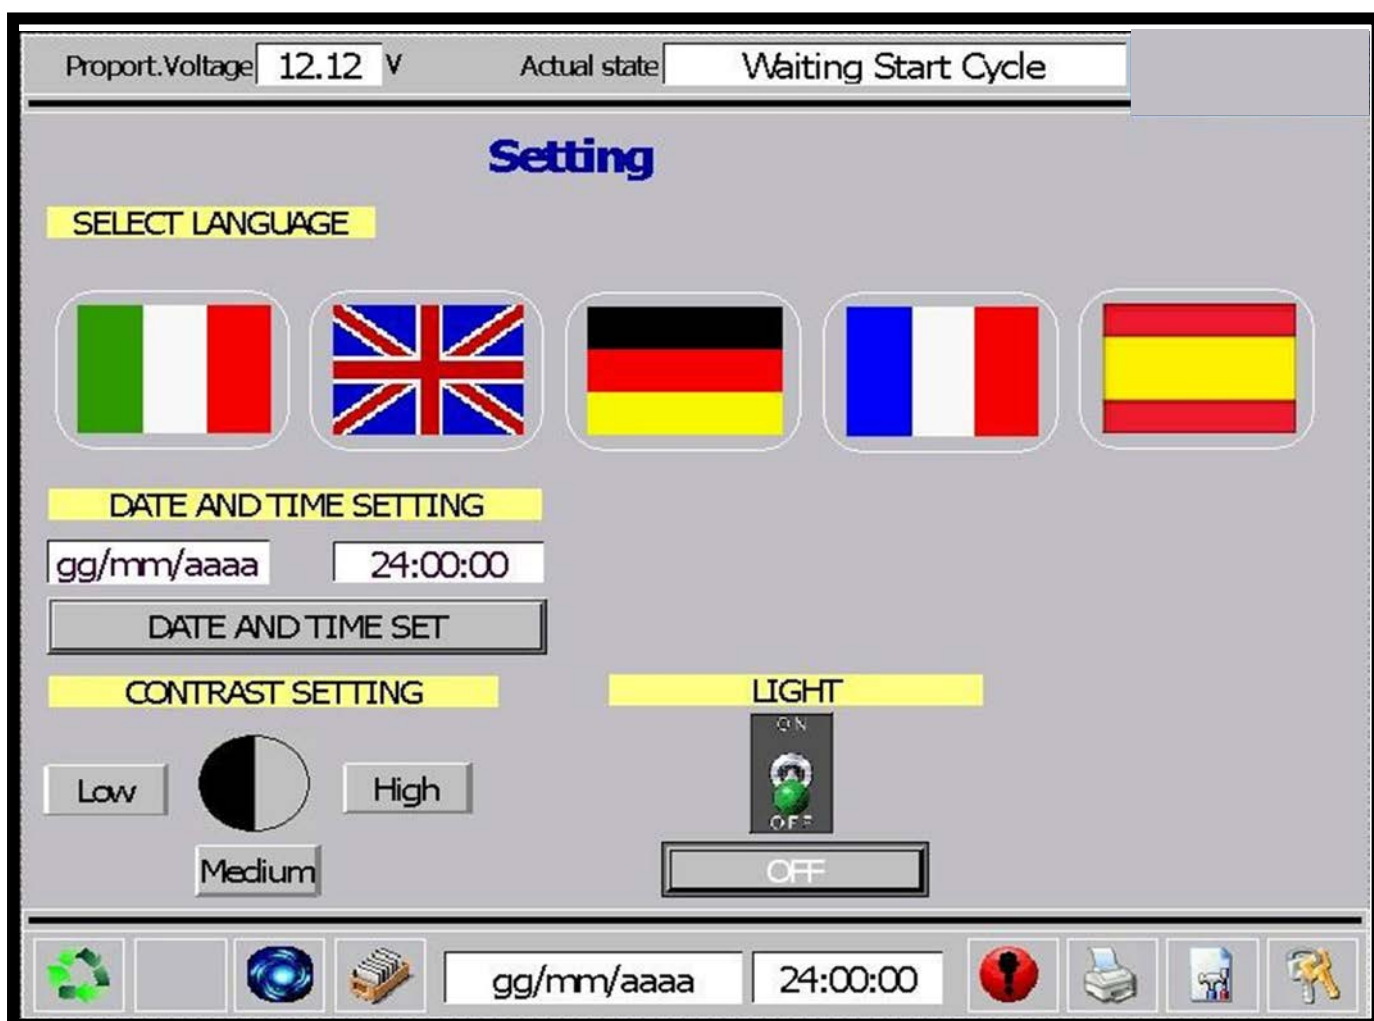 Proport.Voltage 12.12 V Actual state Waiting Start Cycle
Setting
SELECT LANGUAGE
DATE AND TIME SETTING
gg/mm/aaaa 24:00:00
DATE AND TIME SET
CONTRAST SETTING LIGHT
ON
Low High
OFF
Medium OFF
gg/mm/aaaa 24:00:00